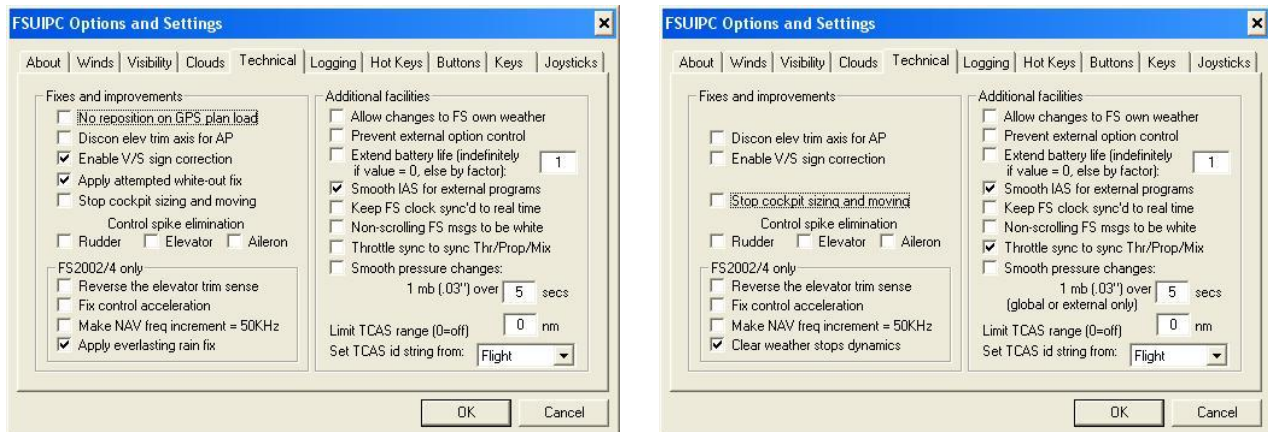 FSUIPC Options and Settings
About Winds Visibility Clouds Technical Logging Hot Keys Buttons Keys Joysticks
Fixes and improvements
No reposition on GPS plan load
Discon elev trim axis for AP
Enable V/S sign correction
Apply attempted white-out fix
Stop cockpit sizing and moving
Control spike elimination
Rudder Elevator Aileron
FS2002/4 only
Reverse the elevator trim sense
Fix control acceleration
Make NAV freq increment = 50KHz
Apply everlasting rain fix
Additional facilities
Allow changes to FS own weather
Prevent external option control
Extend battery life (indefinitely
if value = 0, else by factor): 1
Smooth IAS for external programs
Keep FS clock sync'd to real time
Non-scrolling FS msgs to be white
Throttle sync to sync Thr/Prop/Mix
Smooth pressure changes:
1 mb (.03") over 5 secs
Limit TCAS range (0=off) 0 nm
Set TCAS id string from: Flight
OK Cancel
FSUIPC Options and Settings
About Winds Visibility Clouds Technical Logging Hot Keys Buttons Keys Joysticks
Fixes and improvements
Discon elev trim axis for AP
Enable V/S sign correction
Stop cockpit sizing and moving
Control spike elimination
Rudder Elevator Aileron
FS2002/4 only
Reverse the elevator trim sense
Fix control acceleration
Make NAV freq increment = 50KHz
Clear weather stops dynamics
Additional facilities
Allow changes to FS own weather
Prevent external option control
Extend battery life (indefinitely
if value = 0, else by factor): 1
Smooth IAS for external programs
Keep FS clock sync'd to real time
Non-scrolling FS msgs to be white
Throttle sync to sync Thr/Prop/Mix
Smooth pressure changes:
1 mb (.03") over 5 secs
(global or external only)
Limit TCAS range (0=off) 0 nm
Set TCAS id string from: Flight
OK Cancel